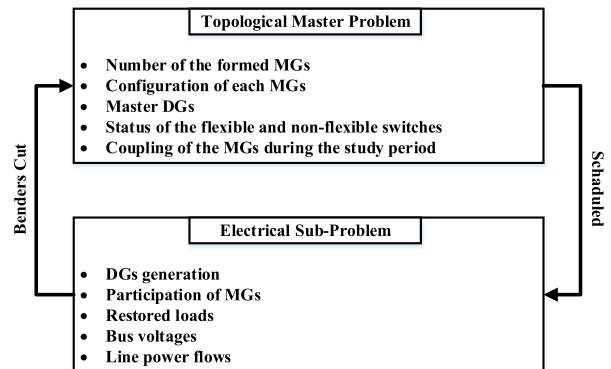 Topological Master Problem
• Number of the formed MGs
• Configuration of each MGs
• Master DGs
• Status of the flexible and non-flexible switches
• Coupling of the MGs during the study period
Benders Cut
Schaduled
Electrical Sub-Problem
• DGs generation
• Participation of MGs
• Restored loads
• Bus voltages
• Line power flows